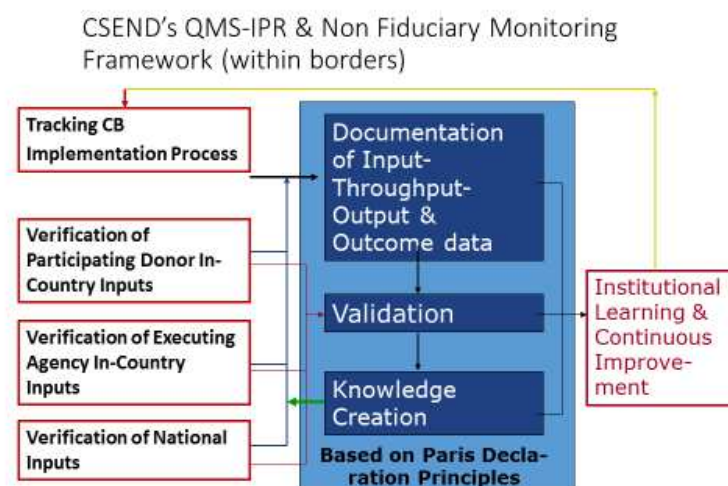 CSEND's QMS-IPR & Non Fiduciary Monitoring
Framework (within borders)
Tracking CB
Implementation Process
Verification of
Participating Donor In-
Country Inputs
Verification of Executing
Agency In-Country
Inputs
Verification of National
Inputs
Documentation
of Input-
Throughput-
Output &
Outcome data
Validation
Knowledge
Creation
Based on Paris Decla-
ration Principles
Institutional
Learning &
Continuous
Improve-
ment